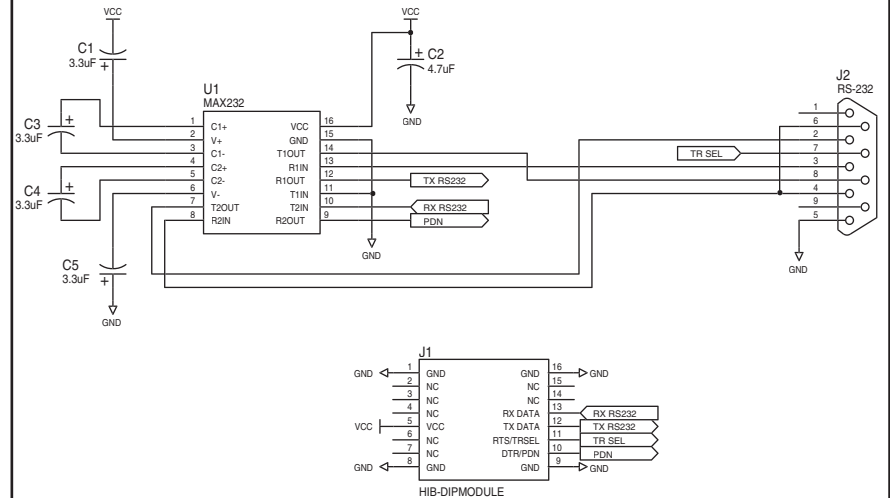 VCC
C1
3.3uF
+
VCC
+
C2
4.7uF
GND
U1
MAX232
C3
3.3uF
+
C4
3.3uF
+
C5
3.3uF
+
GND
1 C1+ VCC 16
2 V+ GND 15
3 C1- T1OUT 14
4 C2+ R1IN 13
5 C2- R1OUT 12
6 V- T1IN 11
7 T2OUT T2IN 10
8 R2IN R2OUT 9
TX RS232
RX RS232
PDN
GND
TR SEL
J2
RS-232
1
6
2
7
3
8
4
9
5
GND
J1
GND 1 GND GND 16 GND
2 NC NC 15
3 NC NC 14
4 NC RX DATA 13 RX RS232
VCC 5 VCC TX DATA 12 TX RS232
6 NC RTS/TRSEL 11 TR SEL
7 NC DTR/PDN 10 PDN
GND 8 GND GND 9 GND
HIB-DIPMODULE